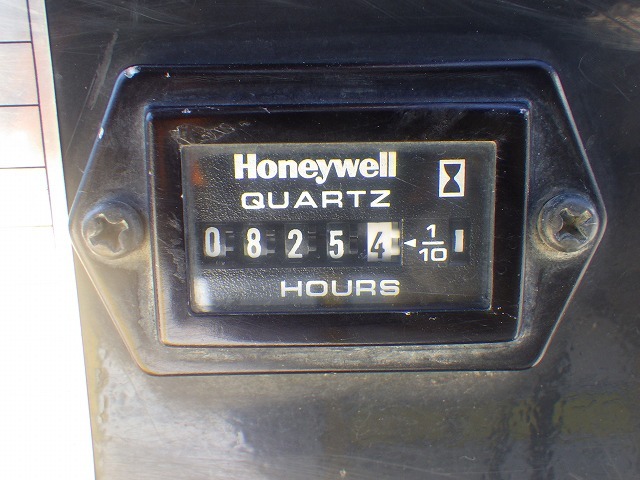 Honeywell
QUARTZ
0 8 2 5 4 ◄ 1/10
HOURS